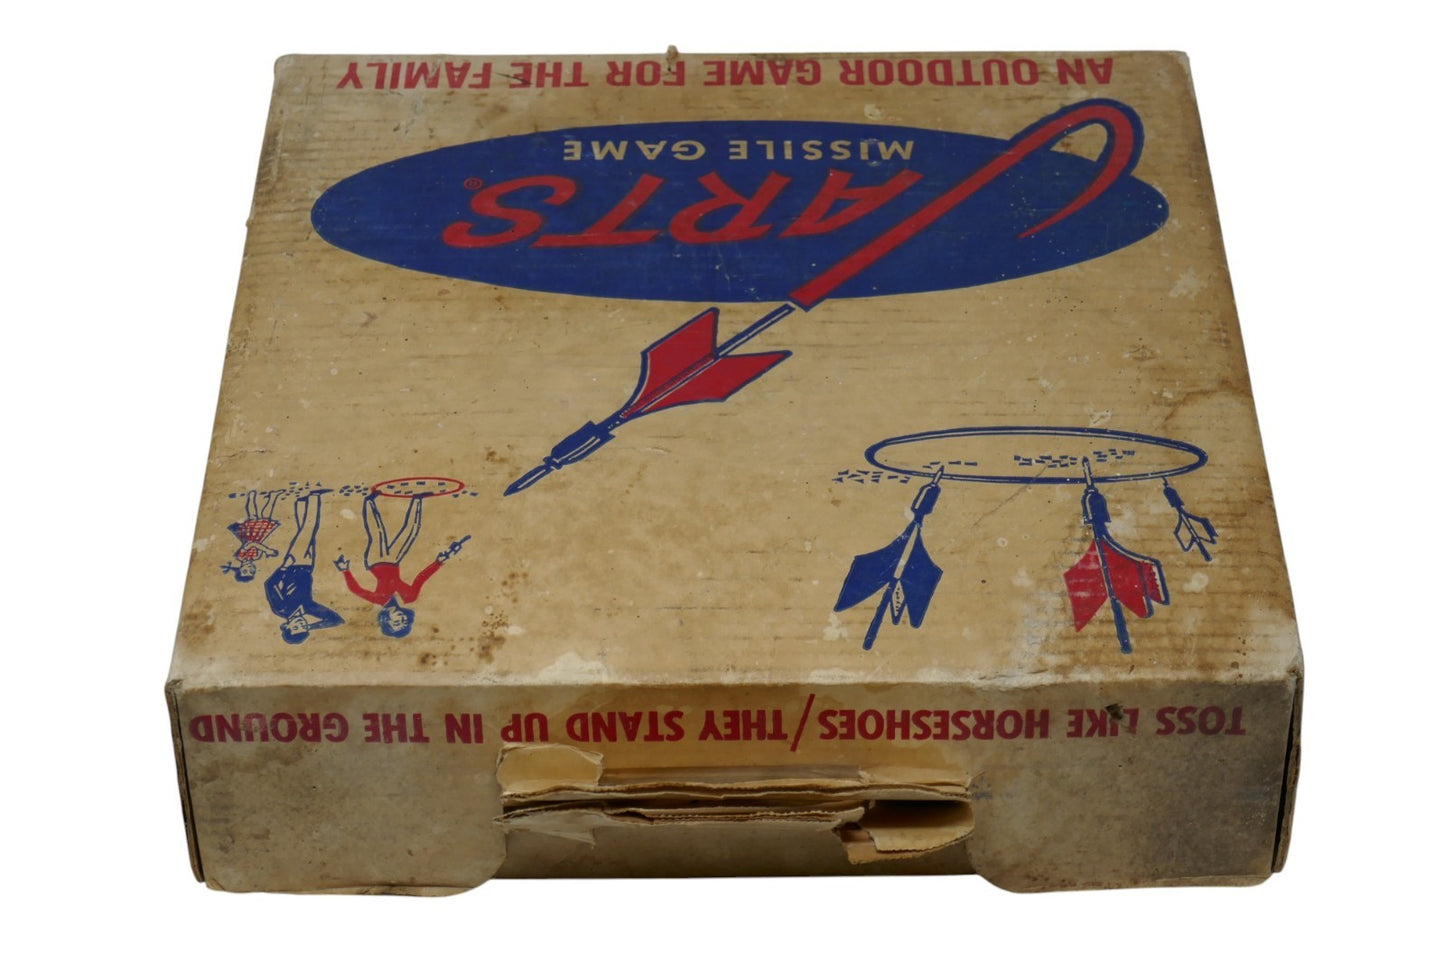 AN OUTDOOR GAME FOR THE FAMILY
MISSILE GAME
JARTS®
TOSS LIKE HORSESHOES/THEY STAND UP IN THE GROUND